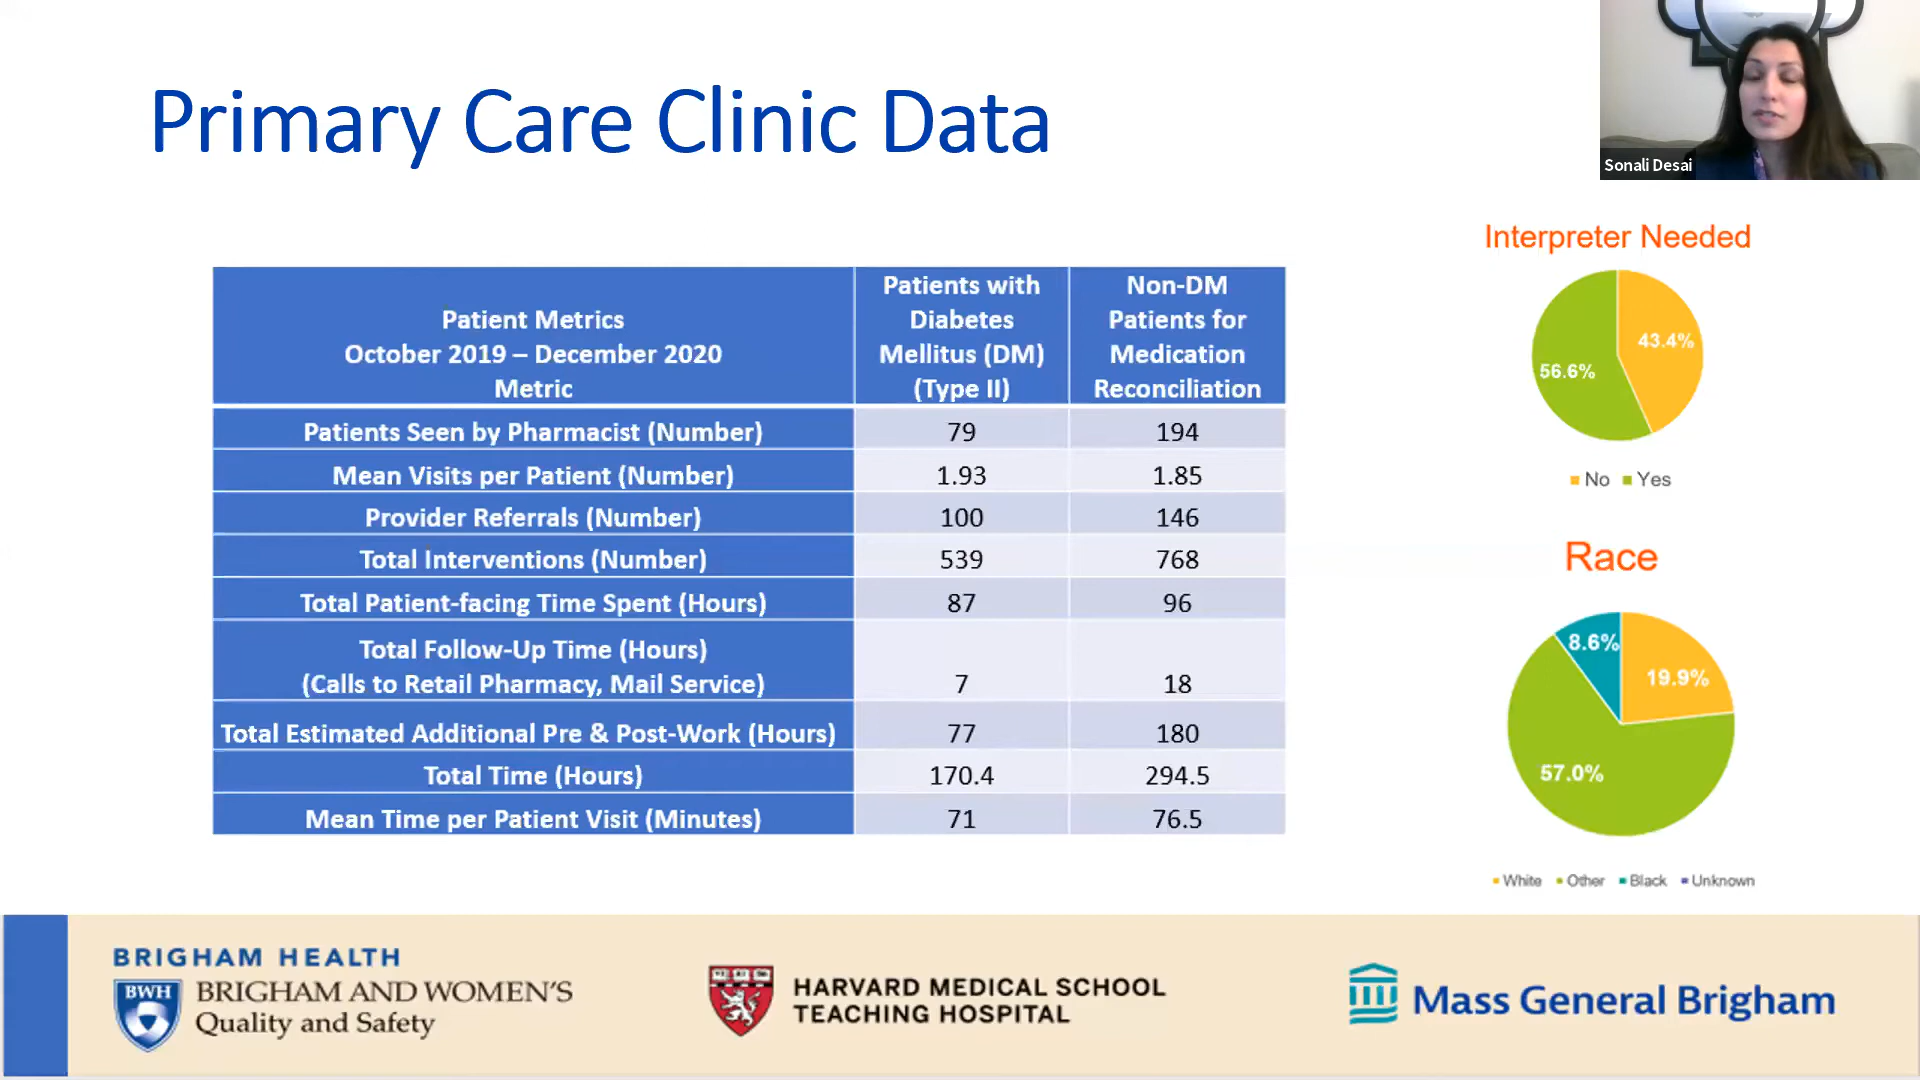 Primary Care Clinic Data
Sonali Desai
Patient Metrics
October 2019 – December 2020
Metric
Patients with
Diabetes
Mellitus (DM)
(Type II)
Non-DM
Patients for
Medication
Reconciliation
Patients Seen by Pharmacist (Number) 79 194
Mean Visits per Patient (Number) 1.93 1.85
Provider Referrals (Number) 100 146
Total Interventions (Number) 539 768
Total Patient-facing Time Spent (Hours) 87 96
Total Follow-Up Time (Hours)
(Calls to Retail Pharmacy, Mail Service) 7 18
Total Estimated Additional Pre & Post-Work (Hours) 77 180
Total Time (Hours) 170.4 294.5
Mean Time per Patient Visit (Minutes) 71 76.5
Interpreter Needed
43.4%
56.6%
No Yes
Race
8.6%
19.9%
57.0%
White Other Black Unknown
BRIGHAM HEALTH
BWH
BRIGHAM AND WOMEN'S
Quality and Safety
HARVARD MEDICAL SCHOOL
TEACHING HOSPITAL
Mass General Brigham